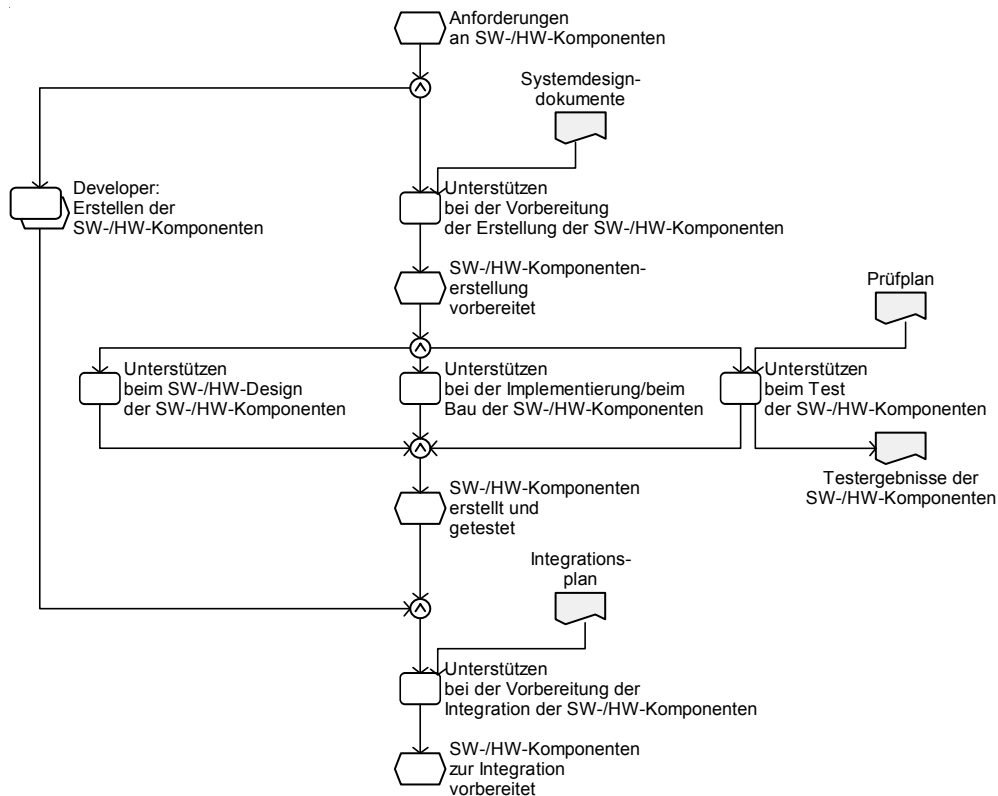 Anforderungen
an SW-/HW-Komponenten
Systemdesign-
dokumente
Developer:
Erstellen der
SW-/HW-Komponenten
Unterstützen
bei der Vorbereitung
der Erstellung der SW-/HW-Komponenten
SW-/HW-Komponenten-
erstellung
vorbereitet
Prüfplan
Unterstützen
beim SW-/HW-Design
der SW-/HW-Komponenten
Unterstützen
bei der Implementierung/beim
Bau der SW-/HW-Komponenten
Unterstützen
beim Test
der SW-/HW-Komponenten
Testergebnisse der
SW-/HW-Komponenten
SW-/HW-Komponenten
erstellt und
getestet
Integrations-
plan
Unterstützen
bei der Vorbereitung der
Integration der SW-/HW-Komponenten
SW-/HW-Komponenten
zur Integration
vorbereitet